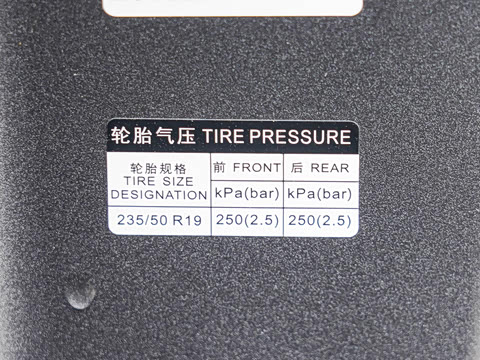 轮胎气压 TIRE PRESSURE
轮胎规格
TIRE SIZE
DESIGNATION
前 FRONT
后 REAR
kPa(bar)
kPa(bar)
235/50 R19
250(2.5)
250(2.5)